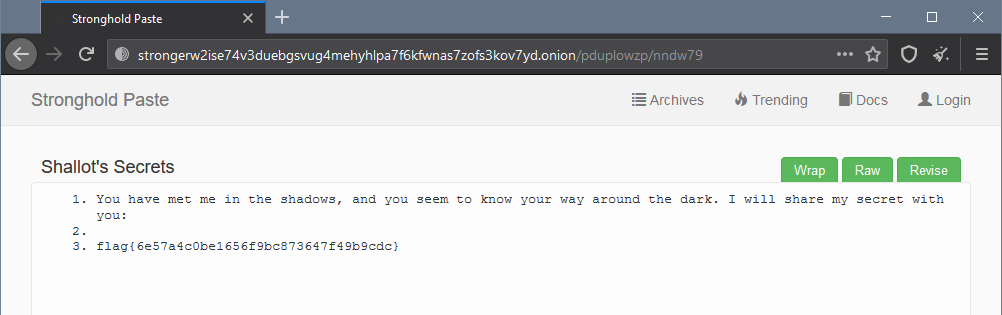 Stronghold Paste
strongerw2ise74v3duebgsvug4mehyhlpa7f6kfwnas7zofs3kov7yd.onion/pduplowzp/nndw79
Stronghold Paste Archives Trending Docs Login
Shallot's Secrets Wrap Raw Revise
1. You have met me in the shadows, and you seem to know your way around the dark. I will share my secret with
you:
2.
3. flag{6e57a4c0be1656f9bc873647f49b9cdc}